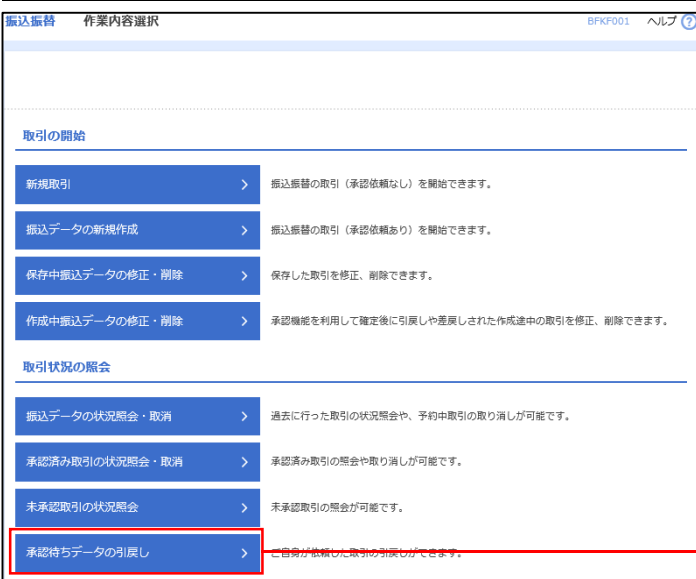 振込振替 作業内容選択 BFKF001 ヘルプ ?
取引の開始
新規取引 振込振替の取引（承認依頼なし）を開始できます。
振込データの新規作成 振込振替の取引（承認依頼あり）を開始できます。
保存中振込データの修正・削除 保存した取引を修正、削除できます。
作成中振込データの修正・削除 承認機能を利用して確定後に引戻しや差戻しされた作成途中の取引を修正、削除できます。
取引状況の照会
振込データの状況照会・取消 過去に行った取引の状況照会や、予約中取引の取り消しが可能です。
承認済み取引の状況照会・取消 承認済み取引の照会や取り消しが可能です。
未承認取引の状況照会 未承認取引の照会が可能です。
承認待ちデータの引戻し ご自身が依頼した取引の引戻しができます。